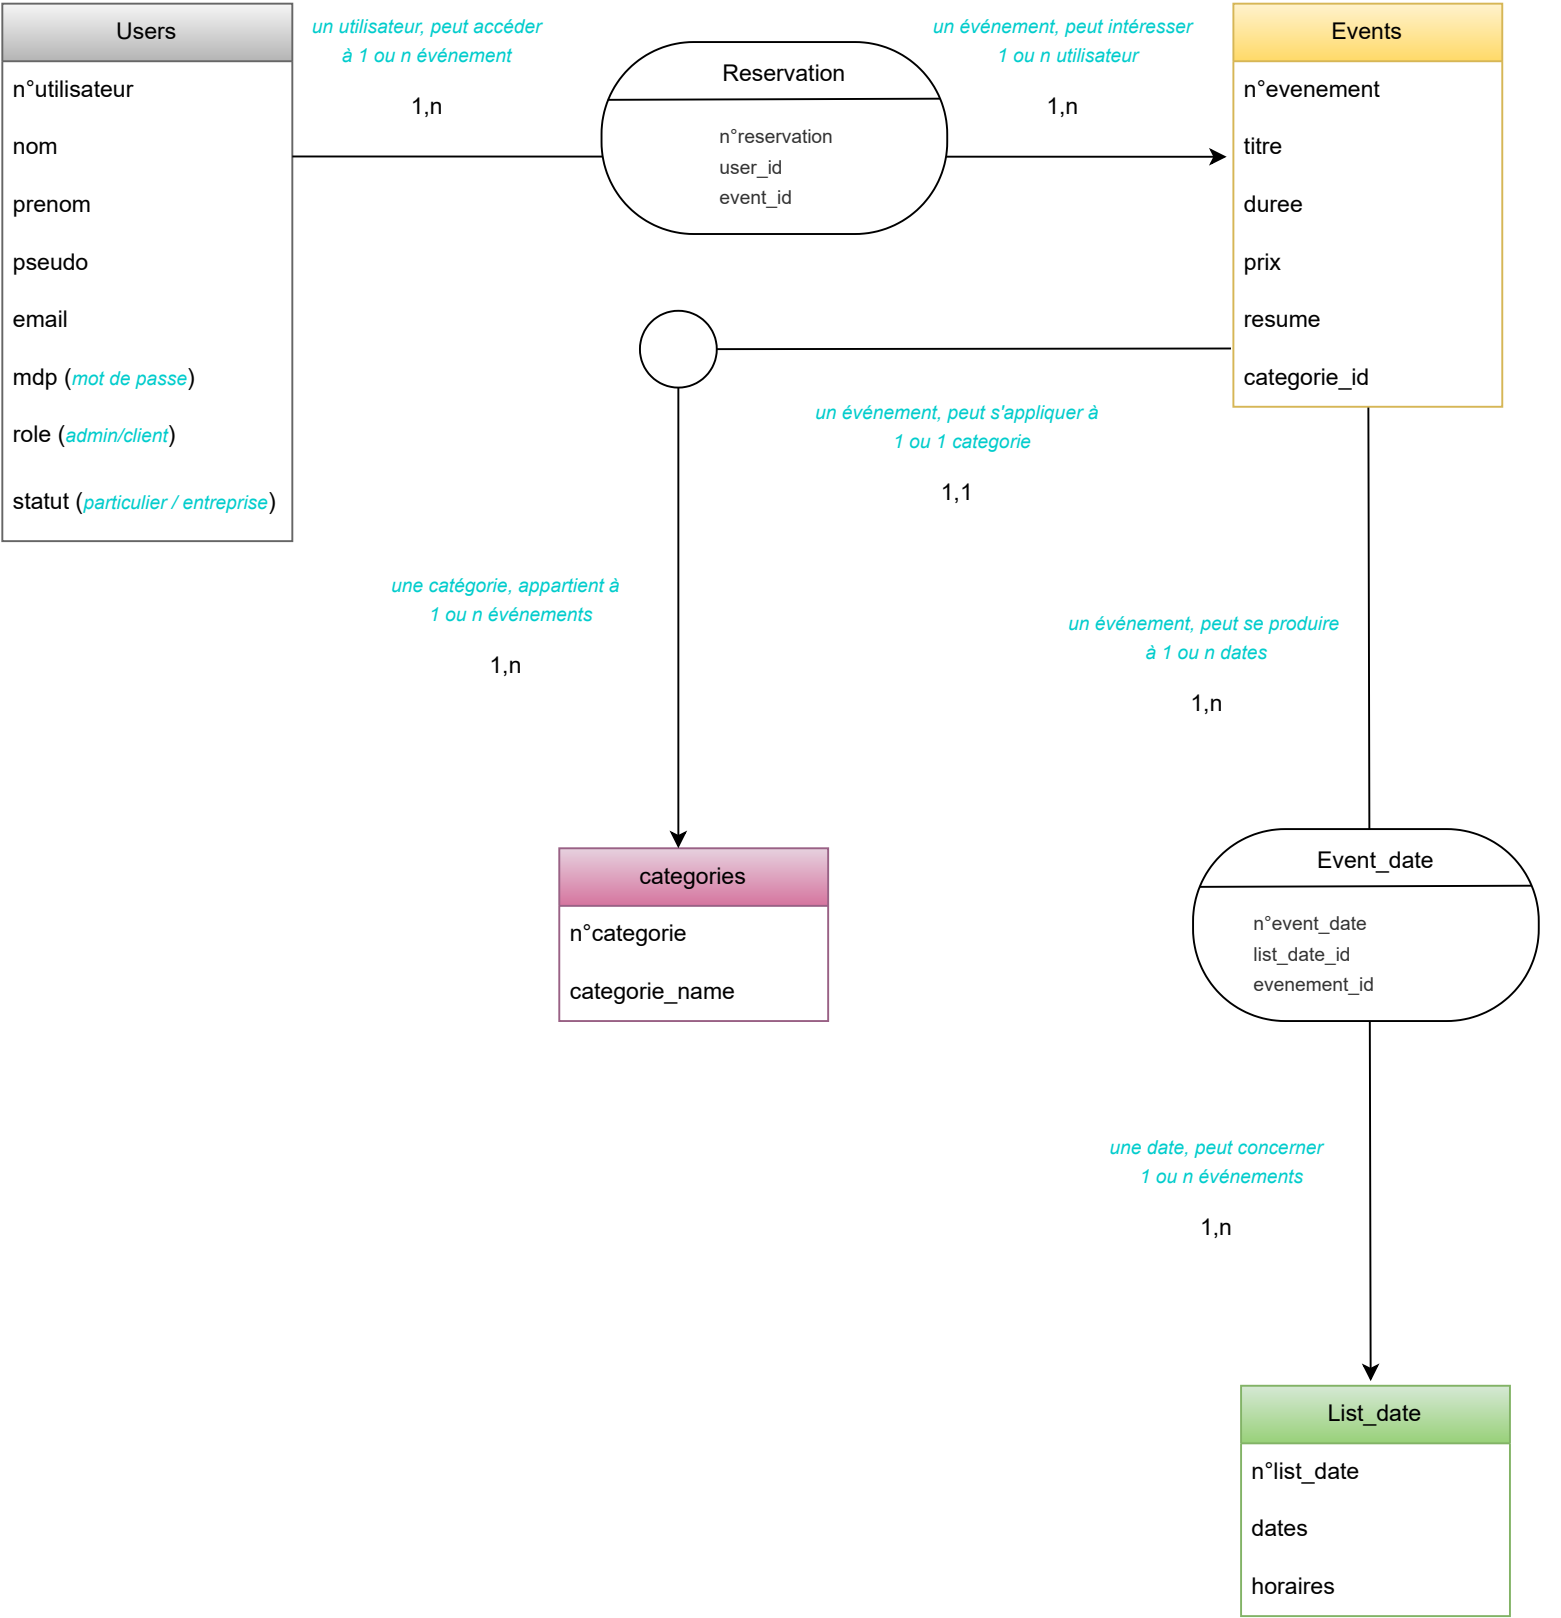 Users
n°utilisateur
nom
prenom
pseudo
email
mdp (mot de passe)
role (admin/client)
statut (particulier / entreprise)
un utilisateur, peut accéder
à 1 ou n événement
1,n
Reservation
n°reservation
user_id
event_id
un événement, peut intéresser
1 ou n utilisateur
1,n
Events
n°evenement
titre
duree
prix
resume
categorie_id
un événement, peut s'appliquer à
1 ou 1 categorie
1,1
une catégorie, appartient à
1 ou n événements
1,n
categories
n°categorie
categorie_name
un événement, peut se produire
à 1 ou n dates
1,n
Event_date
n°event_date
list_date_id
evenement_id
une date, peut concerner
1 ou n événements
1,n
List_date
n°list_date
dates
horaires